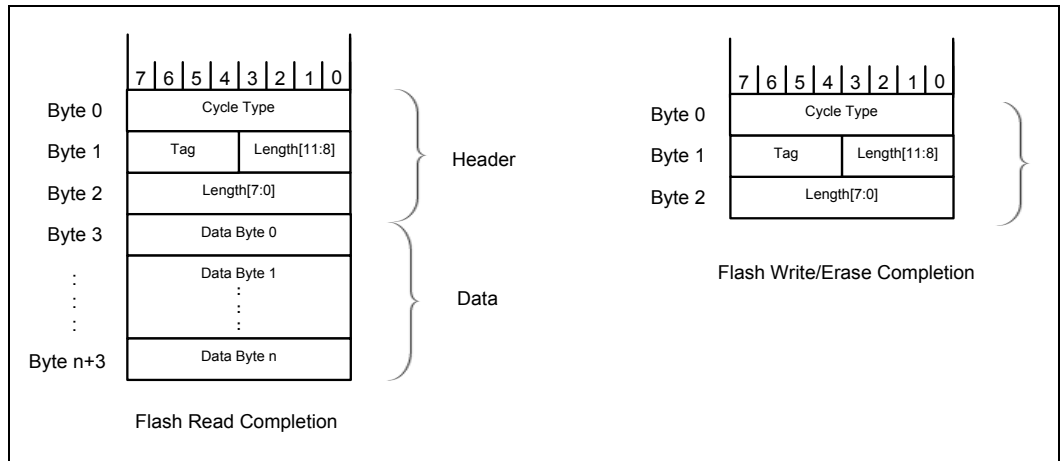 7 6 5 4 3 2 1 0
Byte 0 Cycle Type
Byte 1 Tag Length[11:8]
Byte 2 Length[7:0]
Header
Byte 3 Data Byte 0
Data Byte 1
:
:
:
Data
Byte n+3 Data Byte n
Flash Read Completion
7 6 5 4 3 2 1 0
Byte 0 Cycle Type
Byte 1 Tag Length[11:8]
Byte 2 Length[7:0]
Flash Write/Erase Completion